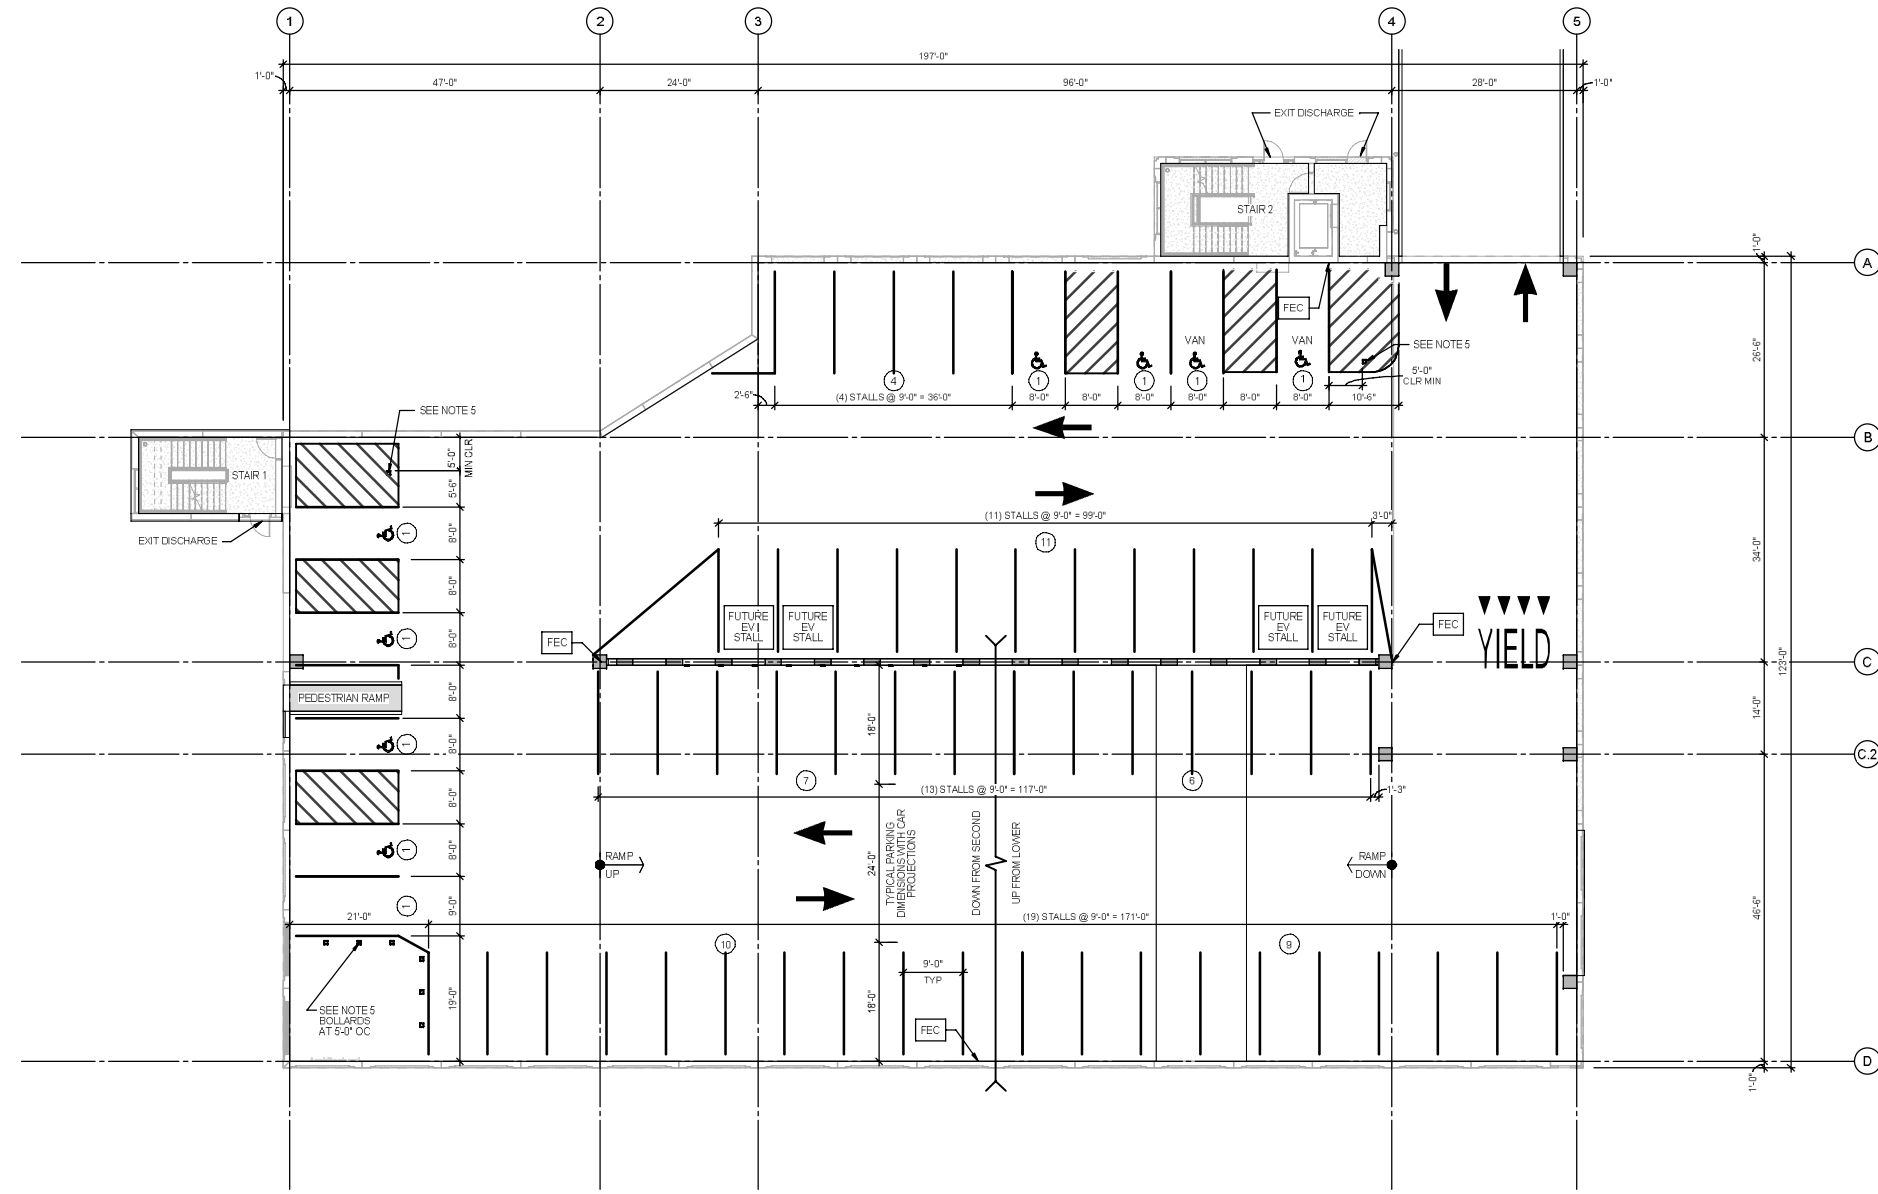 1
2
3
4
5
197'-0"
1'-0"
47'-0"
24'-0"
96'-0"
28'-0"
1'-0"
EXIT DISCHARGE
STAIR 2
A
1'-0"
FEC
VAN
VAN
SEE NOTE 5
5'-0"
CLR MIN
26'-6"
4
1
1
1
1
2'-6"
(4) STALLS @ 9'-0" = 36'-0"
8'-0"
8'-0"
8'-0"
8'-0"
8'-0"
8'-0"
10'-6"
SEE NOTE 5
B
5'-0"
MIN CLR
STAIR 1
5'-6"
EXIT DISCHARGE
1
8'-0"
(11) STALLS @ 9'-0" = 99'-0"
3'-0"
11
34'-0"
8'-0"
FUTURE
EV
STALL
FUTURE
EV
STALL
FUTURE
EV
STALL
FUTURE
EV
STALL
FEC
FEC
YIELD
1
8'-0"
C
123'-0"
PEDESTRIAN RAMP
8'-0"
18'-0"
14'-0"
1
8'-0"
C.2
7
6
(13) STALLS @ 9'-0" = 117'-0"
1'-3"
8'-0"
1
8'-0"
RAMP
UP
24'-0"
TYPICAL PARKING
DIMENSIONS WITH CAR
PROJECTIONS
DOWN FROM SECOND
UP FROM LOWER
RAMP
DOWN
1
9'-0"
21'-0"
(19) STALLS @ 9'-0" = 171'-0"
1'-0"
46'-6"
10
9
9'-0"
TYP
SEE NOTE 5
BOLLARDS
AT 5'-0" OC
19'-0"
18'-0"
FEC
D
1'-0"